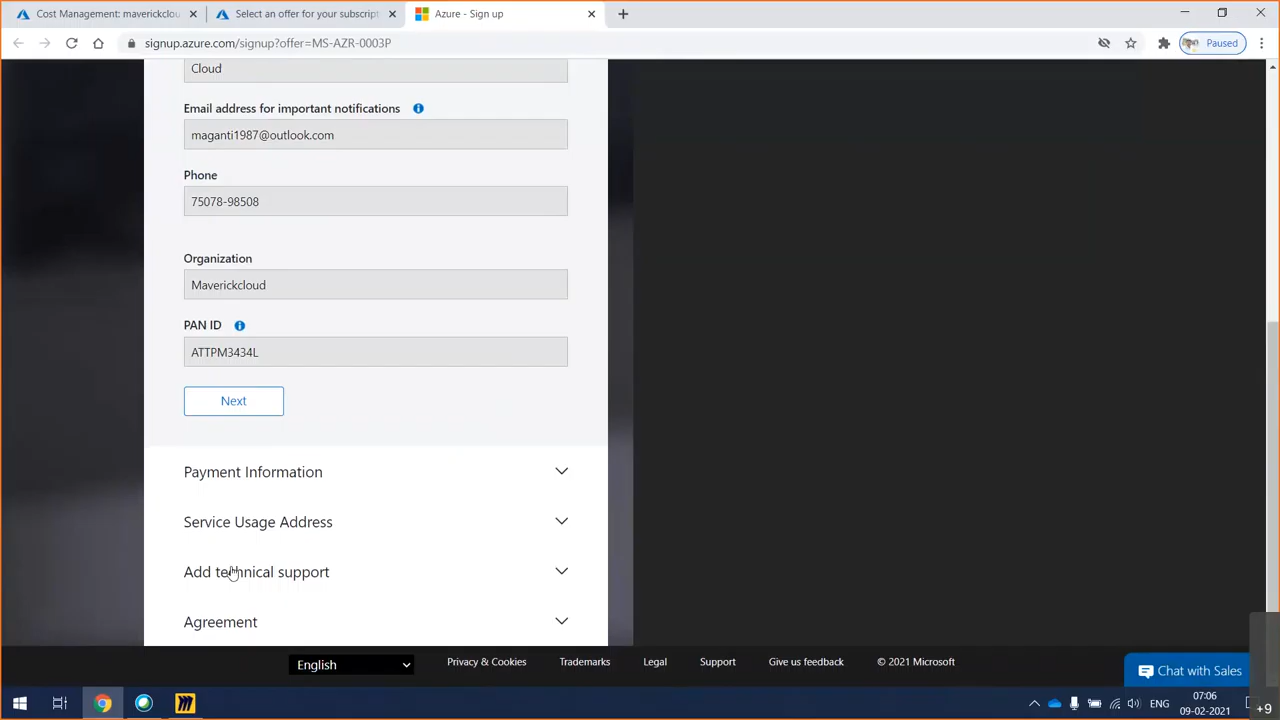 Cost Management: maverickclou
Select an offer for your subscript
Azure - Sign up
signup.azure.com/signup?offer=MS-AZR-0003P
Paused
Cloud
Email address for important notifications
maganti1987@outlook.com
Phone
75078-98508
Organization
Maverickcloud
PAN ID
ATTPM3434L
Next
Payment Information
Service Usage Address
Add technical support
Agreement
English
Privacy & Cookies
Trademarks
Legal
Support
Give us feedback
© 2021 Microsoft
Chat with Sales
ENG
07:06
09-02-2021
+9